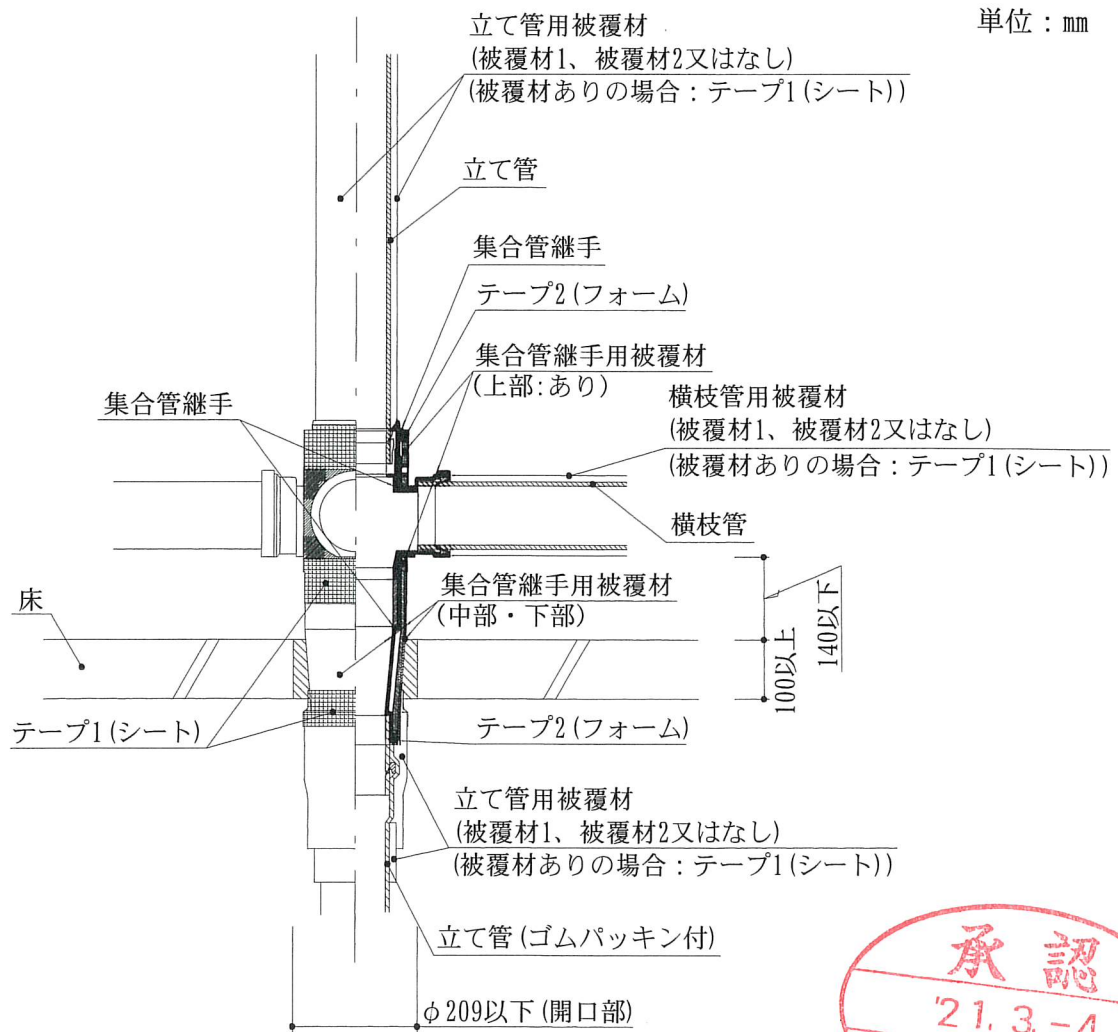 単位：mm
立て管用被覆材
(被覆材1、被覆材2又はなし)
(被覆材ありの場合：テープ1(シート))
立て管
集合管継手
テープ2(フォーム)
集合管継手用被覆材
(上部:あり)
集合管継手
横枝管用被覆材
(被覆材1、被覆材2又はなし)
(被覆材ありの場合：テープ1(シート))
横枝管
集合管継手用被覆材
(中部・下部)
床
100以上
140以下
テープ1(シート)
テープ2(フォーム)
立て管用被覆材
(被覆材1、被覆材2又はなし)
(被覆材ありの場合：テープ1(シート))
立て管(ゴムパッキン付)
φ209以下(開口部)
承認
'21.3.-4